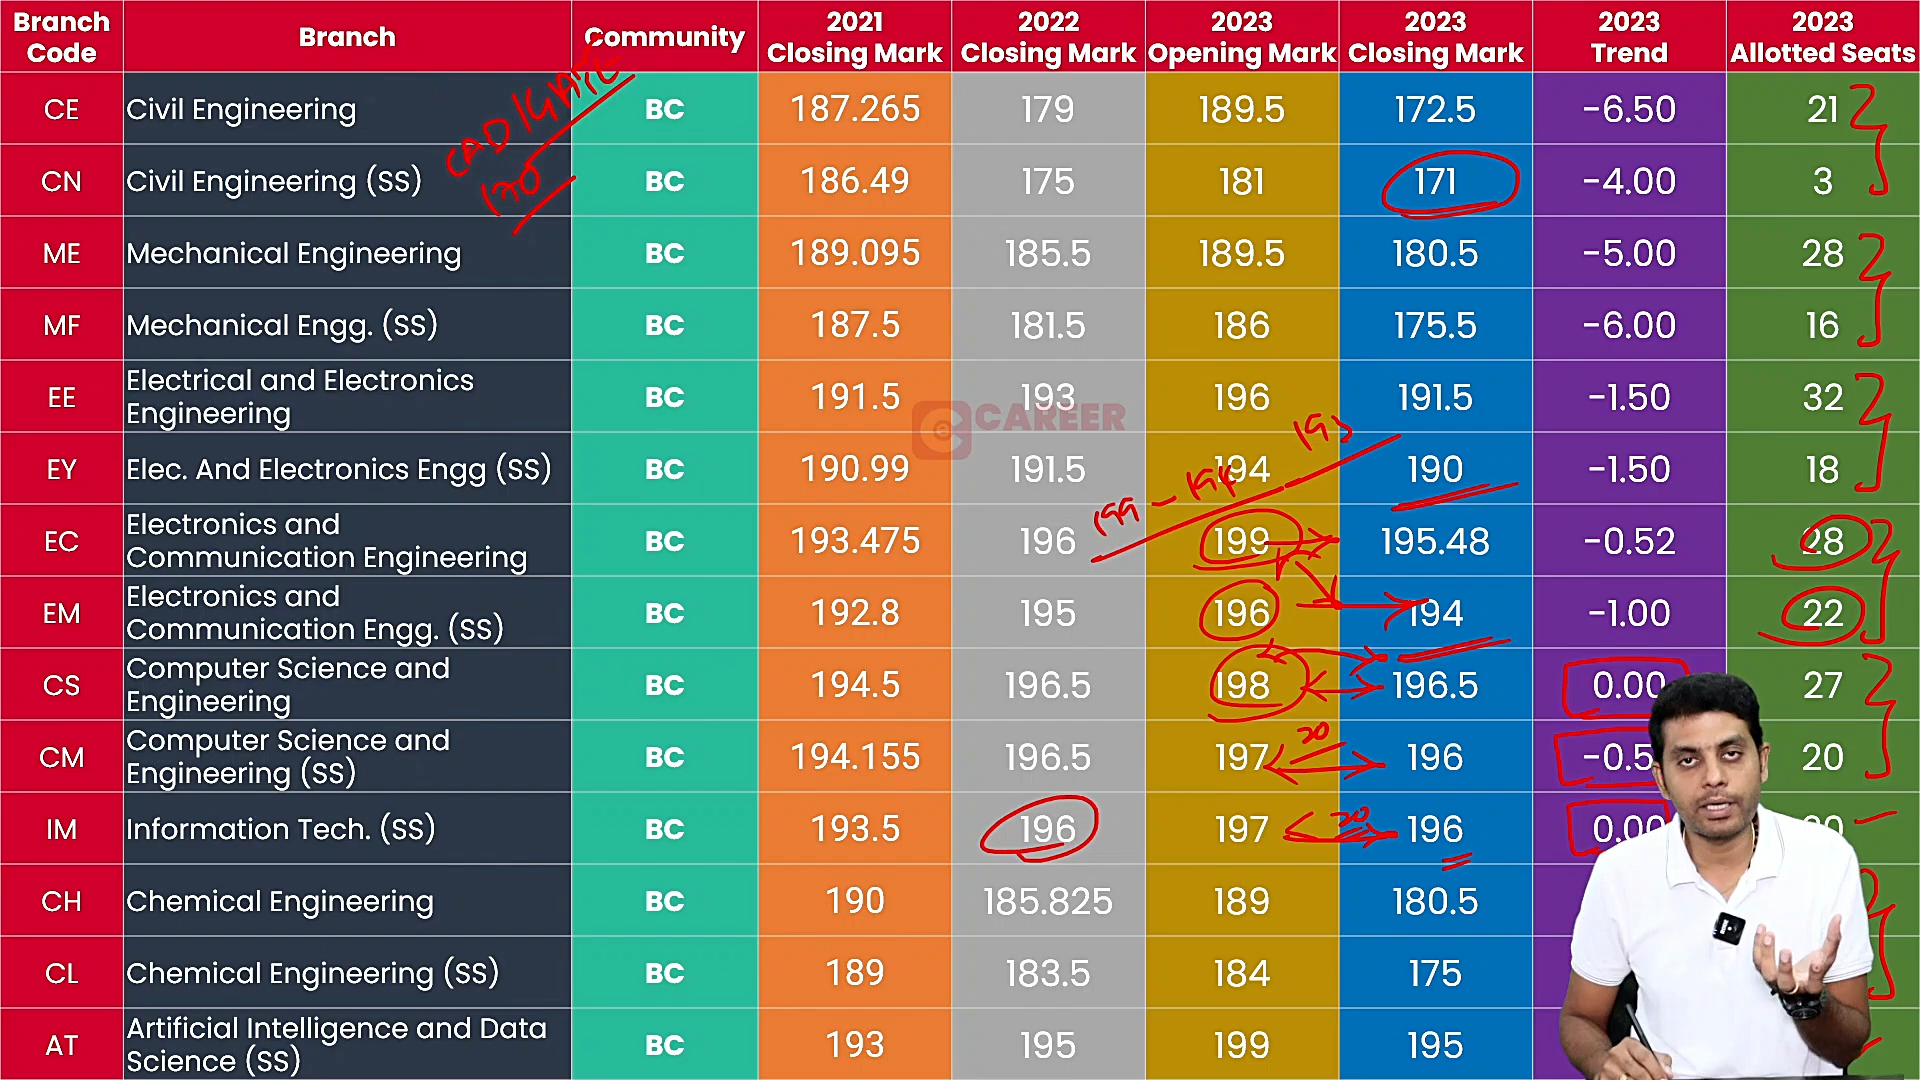 Branch Code	Branch	Community	2021 Closing Mark	2022 Closing Mark	2023 Opening Mark	2023 Closing Mark	2023 Trend	2023 Allotted Seats
CE	Civil Engineering	BC	187.265	179	189.5	172.5	-6.50	21
CN	Civil Engineering (SS)	BC	186.49	175	181	171	-4.00	3
170
ME	Mechanical Engineering	BC	189.095	185.5	189.5	180.5	-5.00	28
MF	Mechanical Engg. (SS)	BC	187.5	181.5	186	175.5	-6.00	16
EE	Electrical and Electronics Engineering	BC	191.5	193	196	191.5	-1.50	32
CAREER
193
EY	Elec. And Electronics Engg (SS)	BC	190.99	191.5	194	190	-1.50	18
199 - 194
EC	Electronics and Communication Engineering	BC	193.475	196	199	195.48	-0.52	28
EM	Electronics and Communication Engg. (SS)	BC	192.8	195	196	194	-1.00	22
CS	Computer Science and Engineering	BC	194.5	196.5	198	196.5	0.00	27
20
CM	Computer Science and Engineering (SS)	BC	194.155	196.5	197	196	-0.5	20
20
IM	Information Tech. (SS)	BC	193.5	196	197	196	0.00
CH	Chemical Engineering	BC	190	185.825	189	180.5
CL	Chemical Engineering (SS)	BC	189	183.5	184	175
AT	Artificial Intelligence and Data Science (SS)	BC	193	195	199	195